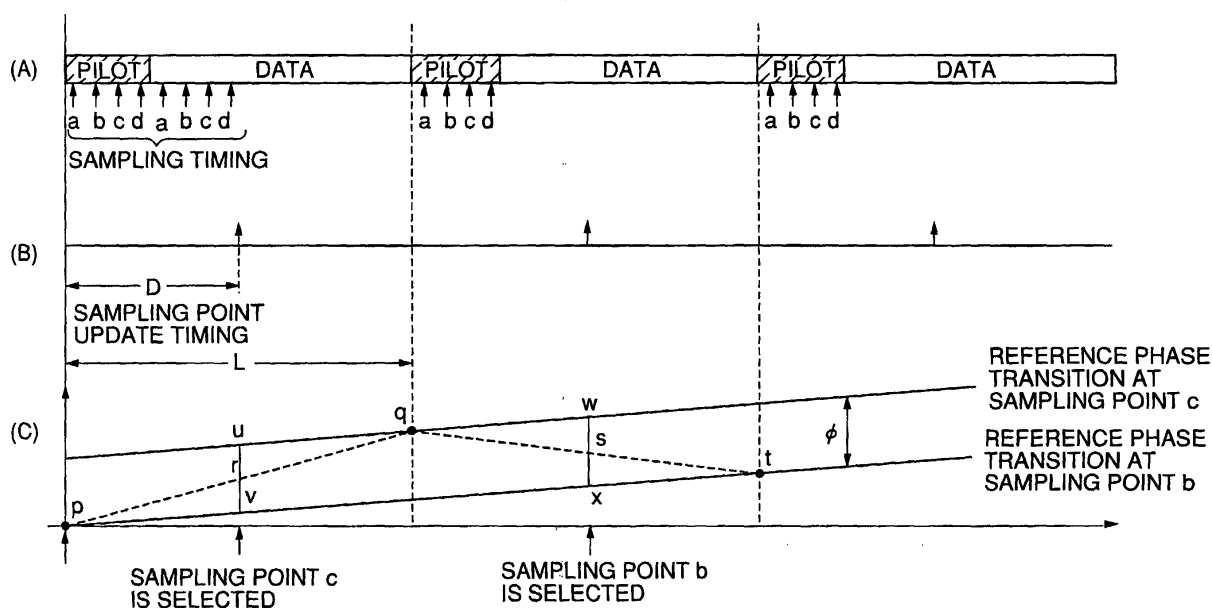 (A)
PILOT DATA PILOT DATA PILOT DATA
a b c d a b c d a b c d a b c d
SAMPLING TIMING
(B)
D
SAMPLING POINT
UPDATE TIMING
L
REFERENCE PHASE
TRANSITION AT
SAMPLING POINT c
(C)
q w
u
s
ϕ
r
t
REFERENCE PHASE
TRANSITION AT
SAMPLING POINT b
p
v
x
SAMPLING POINT c
IS SELECTED
SAMPLING POINT b
IS SELECTED